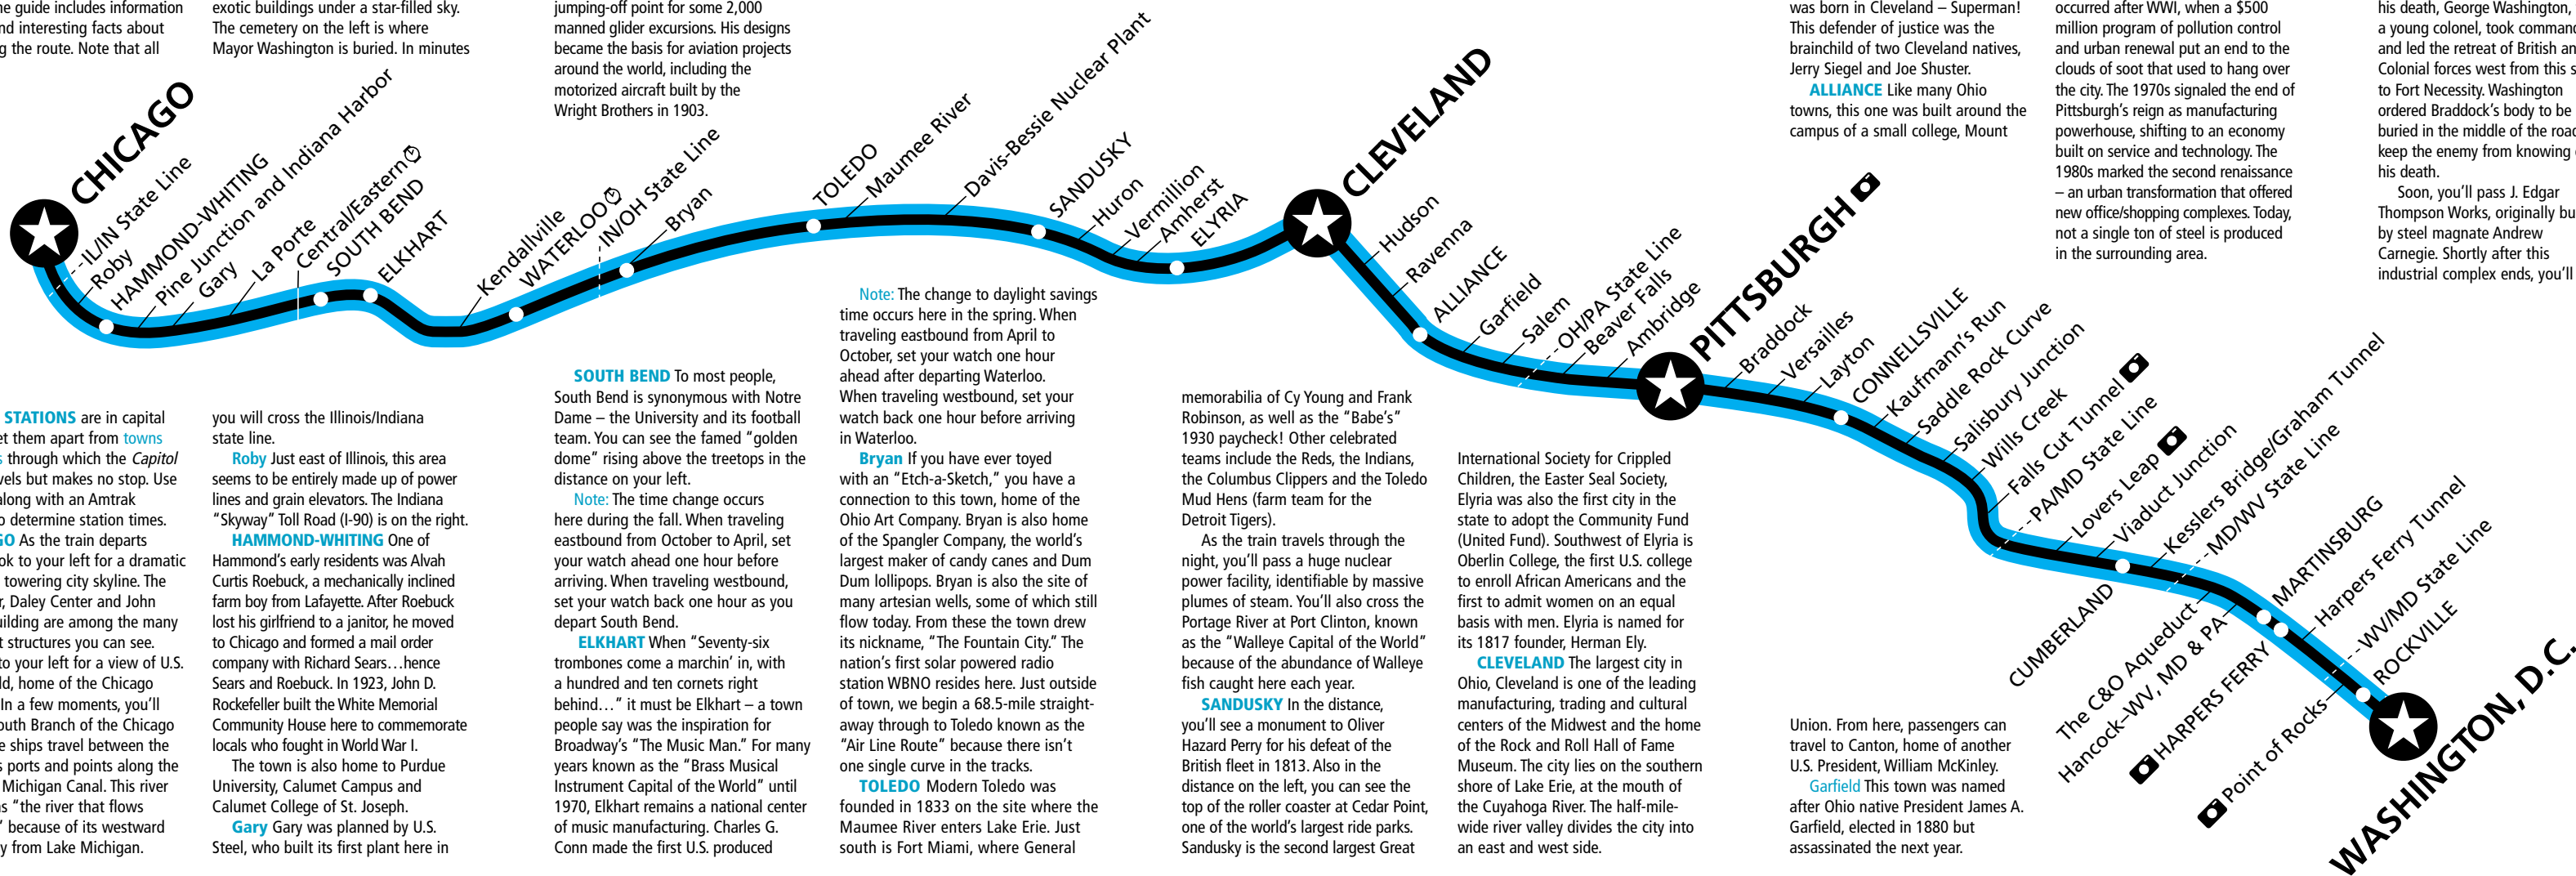 ne guide includes information
nd interesting facts about
g the route. Note that all
exotic buildings under a star-filled sky.
The cemetery on the left is where
Mayor Washington is buried. In minutes
jumping-off point for some 2,000
manned glider excursions. His designs
became the basis for aviation projects
around the world, including the
motorized aircraft built by the
Wright Brothers in 1903.
was born in Cleveland – Superman!
This defender of justice was the
brainchild of two Cleveland natives,
Jerry Siegel and Joe Shuster.
ALLIANCE Like many Ohio
towns, this one was built around the
campus of a small college, Mount
occurred after WWI, when a $500
million program of pollution control
and urban renewal put an end to the
clouds of soot that used to hang over
the city. The 1970s signaled the end of
Pittsburgh's reign as manufacturing
powerhouse, shifting to an economy
built on service and technology. The
1980s marked the second renaissance
– an urban transformation that offered
new office/shopping complexes. Today,
not a single ton of steel is produced
in the surrounding area.
his death, George Washington,
a young colonel, took comman
and led the retreat of British an
Colonial forces west from this s
to Fort Necessity. Washington
ordered Braddock's body to be
buried in the middle of the road
keep the enemy from knowing
his death.
Soon, you'll pass J. Edgar
Thompson Works, originally bu
by steel magnate Andrew
Carnegie. Shortly after this
industrial complex ends, you'll
CHICAGO
IL/IN State Line
Roby
HAMMOND-WHITING
Pine Junction and Indiana Harbor
Gary
La Porte
Central/Eastern
SOUTH BEND
ELKHART
Kendallville
WATERLOO
IN/OH State Line
Bryan
TOLEDO
Maumee River
Davis-Bessie Nuclear Plant
SANDUSKY
Huron
Vermillion
Amherst
ELYRIA
CLEVELAND
Hudson
Ravenna
ALLIANCE
Garfield
Salem
OH/PA State Line
Beaver Falls
Ambridge
PITTSBURGH
Braddock
Versailles
Layton
CONNELLSVILLE
Kaufmann's Run
Saddle Rock Curve
Salisbury Junction
Wills Creek
Falls Cut Tunnel
PA/MD State Line
Lovers Leap
Viaduct Junction
CUMBERLAND
Kesslers Bridge/Graham Tunnel
MD/WV State Line
The C&O Aqueduct
Hancock–WV, MD & PA
MARTINSBURG
HARPERS FERRY
Harpers Ferry Tunnel
WV/MD State Line
Point of Rocks
ROCKVILLE
WASHINGTON, D.C.
STATIONS are in capital
et them apart from towns
s through which the Capitol
vels but makes no stop. Use
along with an Amtrak
o determine station times.
GO As the train departs
ok to your left for a dramatic
towering city skyline. The
r, Daley Center and John
uilding are among the many
t structures you can see.
to your left for a view of U.S.
ld, home of the Chicago
In a few moments, you'll
outh Branch of the Chicago
e ships travel between the
s ports and points along the
Michigan Canal. This river
as "the river that flows
" because of its westward
y from Lake Michigan.
you will cross the Illinois/Indiana
state line.
Roby Just east of Illinois, this area
seems to be entirely made up of power
lines and grain elevators. The Indiana
"Skyway" Toll Road (I-90) is on the right.
HAMMOND-WHITING One of
Hammond's early residents was Alvah
Curtis Roebuck, a mechanically inclined
farm boy from Lafayette. After Roebuck
lost his girlfriend to a janitor, he moved
to Chicago and formed a mail order
company with Richard Sears…hence
Sears and Roebuck. In 1923, John D.
Rockefeller built the White Memorial
Community House here to commemorate
locals who fought in World War I.
The town is also home to Purdue
University, Calumet Campus and
Calumet College of St. Joseph.
Gary Gary was planned by U.S.
Steel, who built its first plant here in
SOUTH BEND To most people,
South Bend is synonymous with Notre
Dame – the University and its football
team. You can see the famed "golden
dome" rising above the treetops in the
distance on your left.
Note: The time change occurs
here during the fall. When traveling
eastbound from October to April, set
your watch ahead one hour before
arriving. When traveling westbound,
set your watch back one hour as you
depart South Bend.
ELKHART When "Seventy-six
trombones come a marchin' in, with
a hundred and ten cornets right
behind…" it must be Elkhart – a town
people say was the inspiration for
Broadway's "The Music Man." For many
years known as the "Brass Musical
Instrument Capital of the World" until
1970, Elkhart remains a national center
of music manufacturing. Charles G.
Conn made the first U.S. produced
Note: The change to daylight savings
time occurs here in the spring. When
traveling eastbound from April to
October, set your watch one hour
ahead after departing Waterloo.
When traveling westbound, set your
watch back one hour before arriving
in Waterloo.
Bryan If you have ever toyed
with an "Etch-a-Sketch," you have a
connection to this town, home of the
Ohio Art Company. Bryan is also home
of the Spangler Company, the world's
largest maker of candy canes and Dum
Dum lollipops. Bryan is also the site of
many artesian wells, some of which still
flow today. From these the town drew
its nickname, "The Fountain City." The
nation's first solar powered radio
station WBNO resides here. Just outside
of town, we begin a 68.5-mile straight-
away through to Toledo known as the
"Air Line Route" because there isn't
one single curve in the tracks.
TOLEDO Modern Toledo was
founded in 1833 on the site where the
Maumee River enters Lake Erie. Just
south is Fort Miami, where General
memorabilia of Cy Young and Frank
Robinson, as well as the "Babe's"
1930 paycheck! Other celebrated
teams include the Reds, the Indians,
the Columbus Clippers and the Toledo
Mud Hens (farm team for the
Detroit Tigers).
As the train travels through the
night, you'll pass a huge nuclear
power facility, identifiable by massive
plumes of steam. You'll also cross the
Portage River at Port Clinton, known
as the "Walleye Capital of the World"
because of the abundance of Walleye
fish caught here each year.
SANDUSKY In the distance,
you'll see a monument to Oliver
Hazard Perry for his defeat of the
British fleet in 1813. Also in the
distance on the left, you can see the
top of the roller coaster at Cedar Point,
one of the world's largest ride parks.
Sandusky is the second largest Great
International Society for Crippled
Children, the Easter Seal Society,
Elyria was also the first city in the
state to adopt the Community Fund
(United Fund). Southwest of Elyria is
Oberlin College, the first U.S. college
to enroll African Americans and the
first to admit women on an equal
basis with men. Elyria is named for
its 1817 founder, Herman Ely.
CLEVELAND The largest city in
Ohio, Cleveland is one of the leading
manufacturing, trading and cultural
centers of the Midwest and the home
of the Rock and Roll Hall of Fame
Museum. The city lies on the southern
shore of Lake Erie, at the mouth of
the Cuyahoga River. The half-mile-
wide river valley divides the city into
an east and west side.
Union. From here, passengers can
travel to Canton, home of another
U.S. President, William McKinley.
Garfield This town was named
after Ohio native President James A.
Garfield, elected in 1880 but
assassinated the next year.